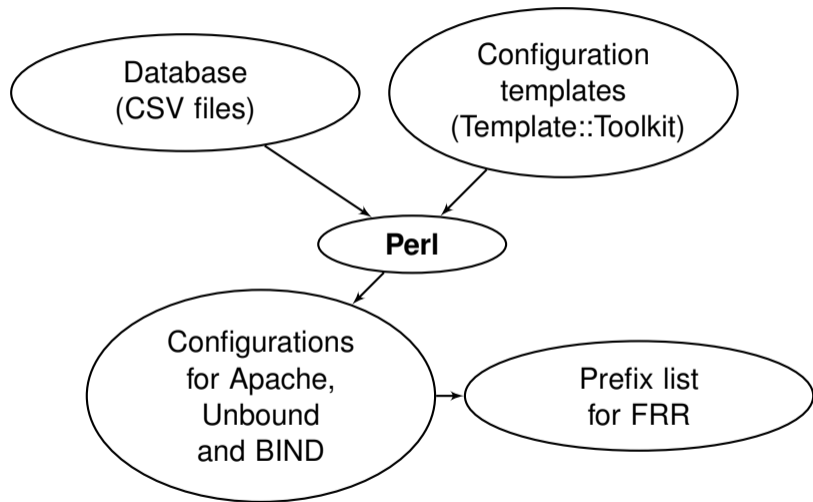 Database
(CSV files)
Configuration
templates
(Template::Toolkit)
Perl
Configurations
for Apache,
Unbound
and BIND
Prefix list
for FRR